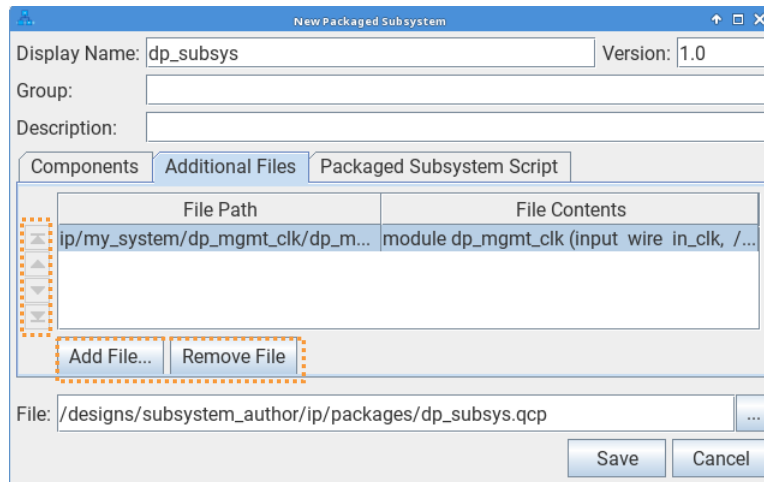 New Packaged Subsystem
Display Name: dp_subsys Version: 1.0
Group:
Description:
Components Additional Files Packaged Subsystem Script
File Path File Contents
ip/my_system/dp_mgmt_clk/dp_m... module dp_mgmt_clk (input wire in_clk, /...
Add File... Remove File
File: /designs/subsystem_author/ip/packages/dp_subsys.qcp ...
Save Cancel